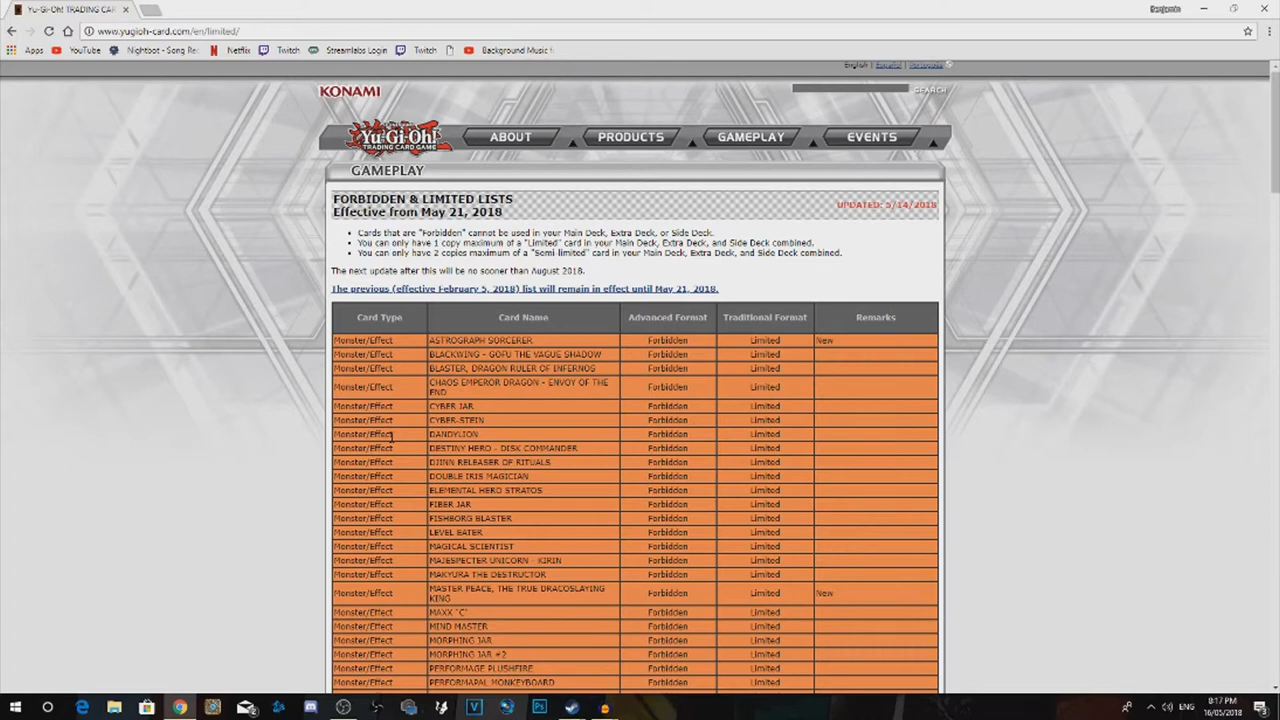 Yu-Gi-Oh! TRADING CAR
Benjamin
www.yugioh-card.com/en/limited/
Apps YouTube Nightbot - Song Re Netflix Twitch Streamlabs Login Twitch Background Music f
English | Español | Português
KONAMI
SEARCH
Yu-Gi-Oh!
TRADING CARD GAME
ABOUT PRODUCTS GAMEPLAY EVENTS
GAMEPLAY
FORBIDDEN & LIMITED LISTS
Effective from May 21, 2018
UPDATED: 5/14/2018
Cards that are "Forbidden" cannot be used in your Main Deck, Extra Deck, or Side Deck.
You can only have 1 copy maximum of a "Limited" card in your Main Deck, Extra Deck, and Side Deck combined.
You can only have 2 copies maximum of a "Semi-limited" card in your Main Deck, Extra Deck, and Side Deck combined.
The next update after this will be no sooner than August 2018.
The previous (effective February 5, 2018) list will remain in effect until May 21, 2018.
Card Type Card Name Advanced Format Traditional Format Remarks
Monster/Effect ASTROGRAPH SORCERER Forbidden Limited New
Monster/Effect BLACKWING - GOFU THE VAGUE SHADOW Forbidden Limited
Monster/Effect BLASTER, DRAGON RULER OF INFERNOS Forbidden Limited
Monster/Effect CHAOS EMPEROR DRAGON - ENVOY OF THE
END Forbidden Limited
Monster/Effect CYBER JAR Forbidden Limited
Monster/Effect CYBER-STEIN Forbidden Limited
Monster/Effect DANDYLION Forbidden Limited
Monster/Effect DESTINY HERO - DISK COMMANDER Forbidden Limited
Monster/Effect DJINN RELEASER OF RITUALS Forbidden Limited
Monster/Effect DOUBLE IRIS MAGICIAN Forbidden Limited
Monster/Effect ELEMENTAL HERO STRATOS Forbidden Limited
Monster/Effect FIBER JAR Forbidden Limited
Monster/Effect FISHBORG BLASTER Forbidden Limited
Monster/Effect LEVEL EATER Forbidden Limited
Monster/Effect MAGICAL SCIENTIST Forbidden Limited
Monster/Effect MAJESPECTER UNICORN - KIRIN Forbidden Limited
Monster/Effect MAKYURA THE DESTRUCTOR Forbidden Limited
Monster/Effect MASTER PEACE, THE TRUE DRACOSLAYING
KING Forbidden Limited New
Monster/Effect MAXX "C" Forbidden Limited
Monster/Effect MIND MASTER Forbidden Limited
Monster/Effect MORPHING JAR Forbidden Limited
Monster/Effect MORPHING JAR #2 Forbidden Limited
Monster/Effect PERFORMAGE PLUSHFIRE Forbidden Limited
Monster/Effect PERFORMAPAL MONKEYBOARD Forbidden Limited
ENG 8:17 PM
16/05/2018